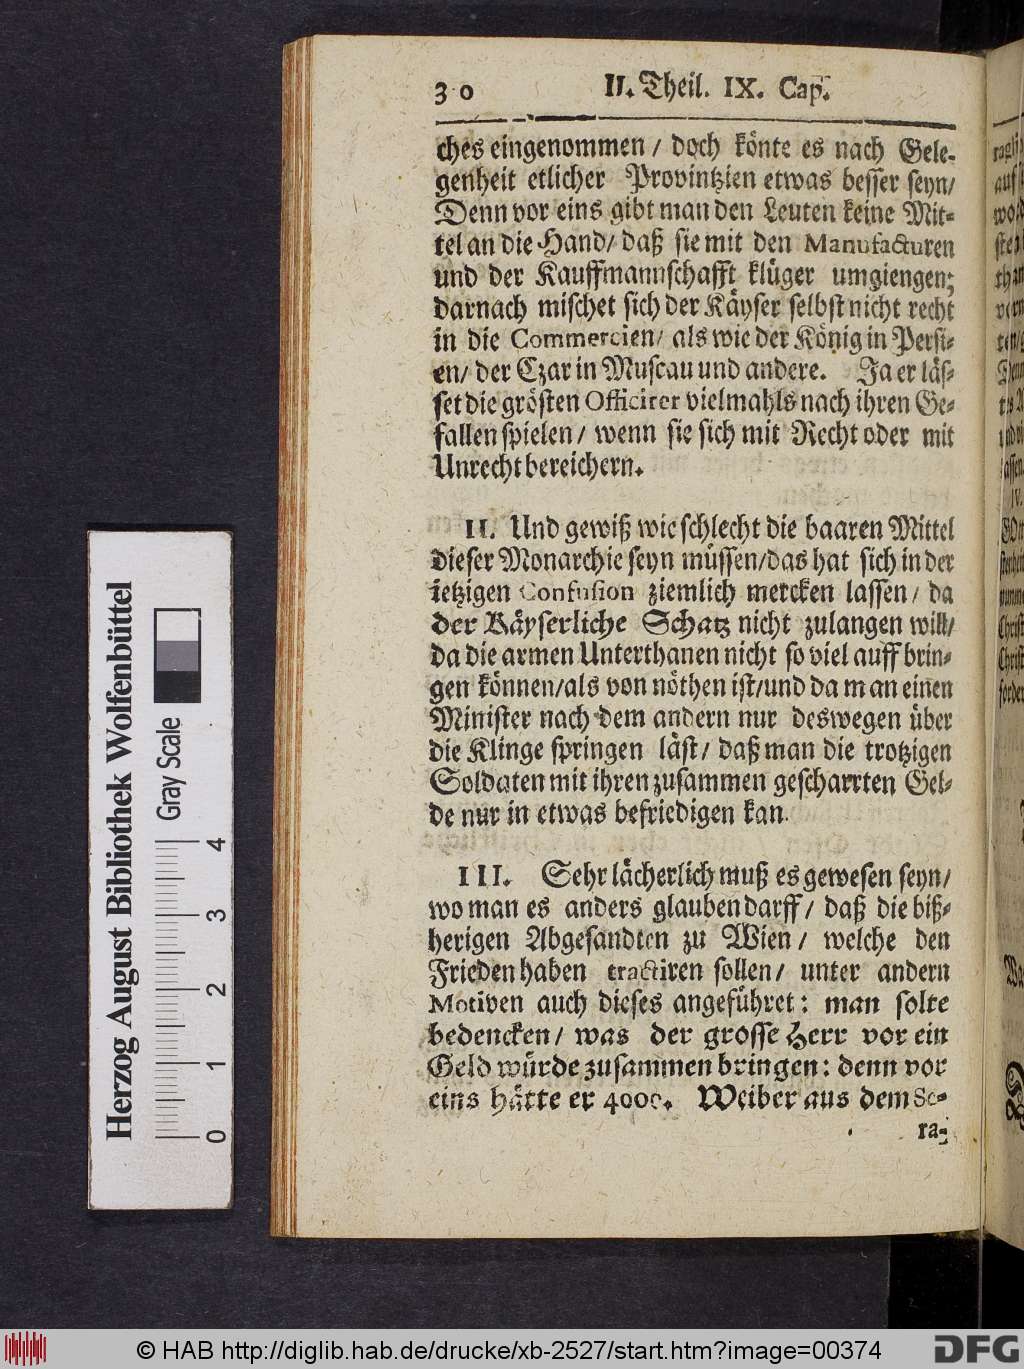 30 II. Theil. IX. Cap.
ches eingenommen / doch könte es nach Gele-
genheit etlicher Provintzien etwas besser seyn/
Denn vor eins gibt man den Leuten keine Mit-
tel an die Hand/ daß sie mit den Manufacturen
und der Kauffmannschafft klüger umgiengen;
darnach mischet sich der Käyser selbst nicht recht
in die Commercien/ als wie der König in Persi-
en/ der Czar in Muscau und andere. Ja er läs-
set die grösten Officirer vielmahls nach ihren Ge-
fallen spielen / wenn sie sich mit Recht oder mit
Unrecht bereichern.
II. Und gewiß wie schlecht die baaren Mittel
dieser Monarchie seyn müssen/das hat sich in der
ietzigen Confusion ziemlich mercken lassen / da
der Käyserliche Schatz nicht zulangen will/
da die armen Unterthanen nicht so viel auff brin-
gen können/als von nöthen ist/und da man einen
Minister nach dem andern nur deswegen über
die Klinge springen läst/ daß man die trotzigen
Soldaten mit ihren zusammen gescharrten Gel-
de nur in etwas befriedigen kan.
III. Sehr lächerlich muß es gewesen seyn/
wo man es anders glauben darff / daß die biß-
herigen Abgesandten zu Wien / welche den
Frieden haben tractiren sollen / unter andern
Motiven auch dieses angeführet: man solte
bedencken / was der grosse Herr vor ein
Geld würde zusammen bringen: denn vor
eins hätte er 4000. Weiber aus dem Se-
ra-
Herzog August Bibliothek Wolfenbüttel
Gray Scale
0 1 2 3 4
© HAB http://diglib.hab.de/drucke/xb-2527/start.htm?image=00374
DFG